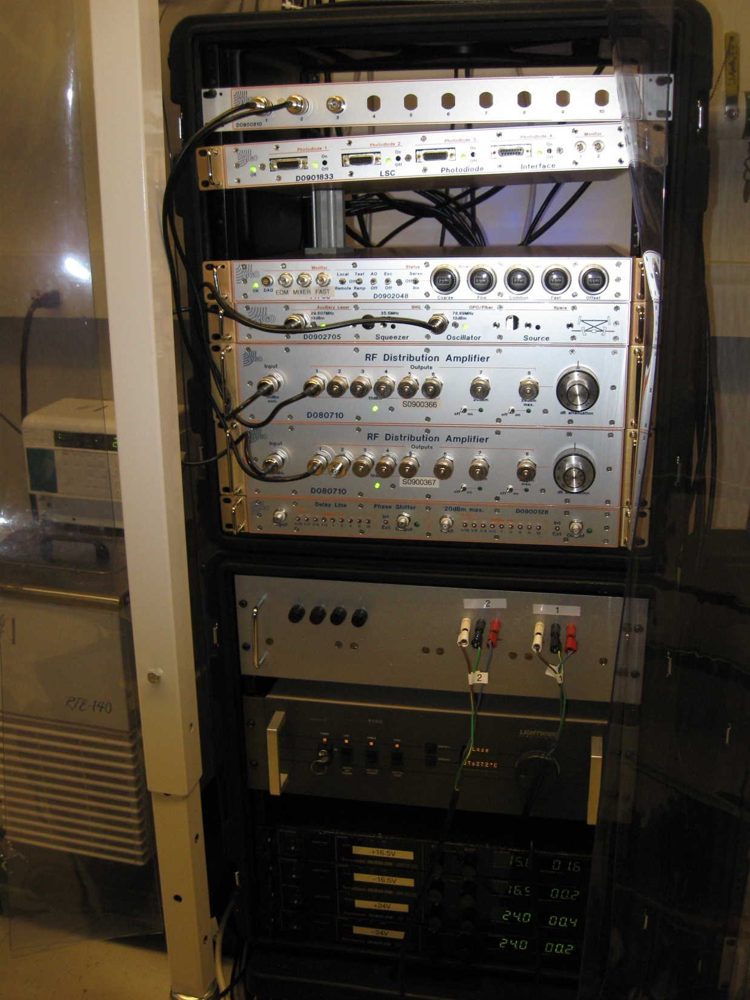 LIGO
1 2 3 4 5 6 7 8 9 10
D0900810
Photodiode 1 Photodiode 2 Photodiode 3 Photodiode 4 Monitor
LIGO On Off On Off On Off On Off 1 2
OK D0901833 LSC Photodiode Interface
Monitor Status
Local Test AO Exc Servo Slow Gain
Off Off
OK DAQ EOM MIXER FAST Remote Ramp Off Off Inv
D0902048 Coarse Fine Common Fast Offset
Auxiliary Laser SHG OPO/Fiber Spare
LIGO 29.507MHz 35.5MHz 78.89MHz
13dBm 13dBm
D0902705 Squeezer Oscillator Source
LIGO RF Distribution Amplifier
Input Outputs
1 2 3 4 5 6 7 8
10dBm nom. 13dBm S0900366 max.
off on off on
D080710 dB attenuation
RF Distribution Amplifier
Input Outputs
1 2 3 4 5 6 7 8
S0900367 max.
off on off on
D080710 dB attenuation
Delay Line Phase Shifter 20dBm max. D0900128
Int Int
Input 1/16 1/8 1/4 1/2 1 2 4 8 16 Ext Output Input 1/16 1/8 1/4 1/2 1 2 4 8 16 Ext Output
2 1
2 1
RTE-140
LIGHTWAVE
Lase
DTs27.2°C
+16.5V 01.6
-16.5V 00.2
+24V 24.0 00.4
-24V 24.0 00.2